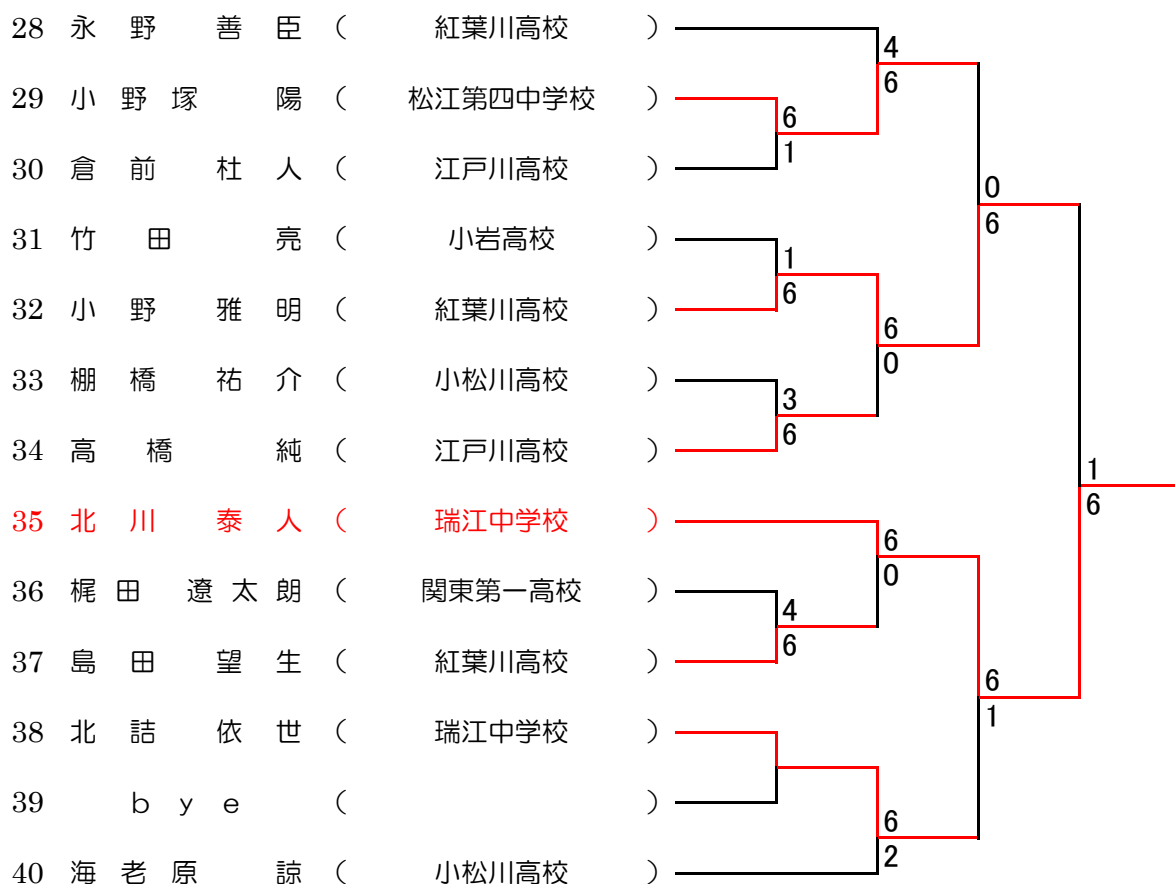 28 永野 善臣 ( 紅葉川高校 )
4
6
29 小野塚 陽 ( 松江第四中学校 )
6
1
30 倉前 杜人 ( 江戸川高校 )
0
6
31 竹田 亮 ( 小岩高校 )
1
6
32 小野 雅明 ( 紅葉川高校 )
6
0
33 棚橋 祐介 ( 小松川高校 )
3
6
34 高橋 純 ( 江戸川高校 )
1
6
35 北川 泰人 ( 瑞江中学校 )
6
0
36 梶田 遼太朗 ( 関東第一高校 )
4
6
37 島田 望生 ( 紅葉川高校 )
6
1
38 北詰 依世 ( 瑞江中学校 )
39 bye ( )
6
2
40 海老原 諒 ( 小松川高校 )